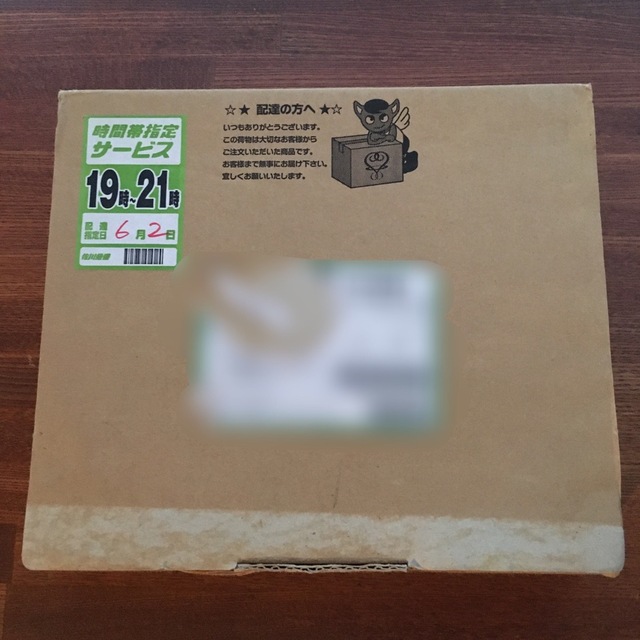 時間帯指定
サービス
19時~21時
配達
指定日 6月2日
佐川急便
☆★ 配達の方へ ★☆
いつもありがとうございます。
この荷物は大切なお客様から
ご注文いただいた商品です。
お客様まで無事にお届け下さい。
宜しくお願いいたします。